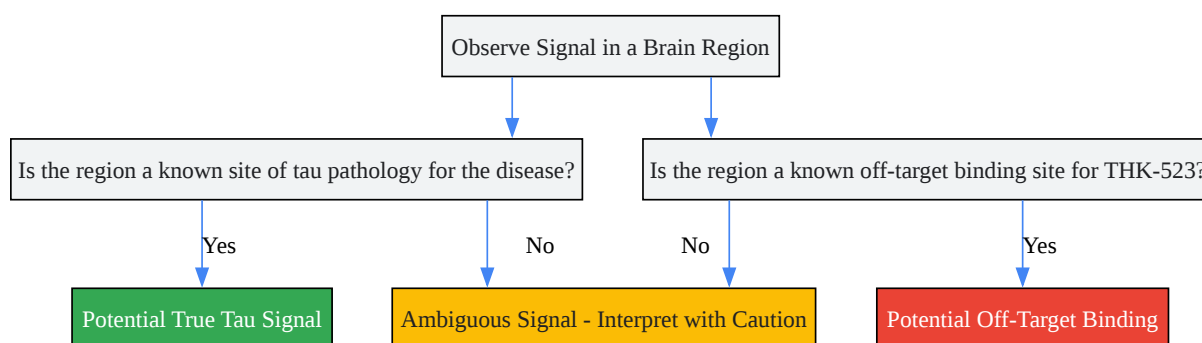 Observe Signal in a Brain Region
Is the region a known site of tau pathology for the disease?
Is the region a known off-target binding site for THK-523?
Yes
No
No
Yes
Potential True Tau Signal
Ambiguous Signal - Interpret with Caution
Potential Off-Target Binding